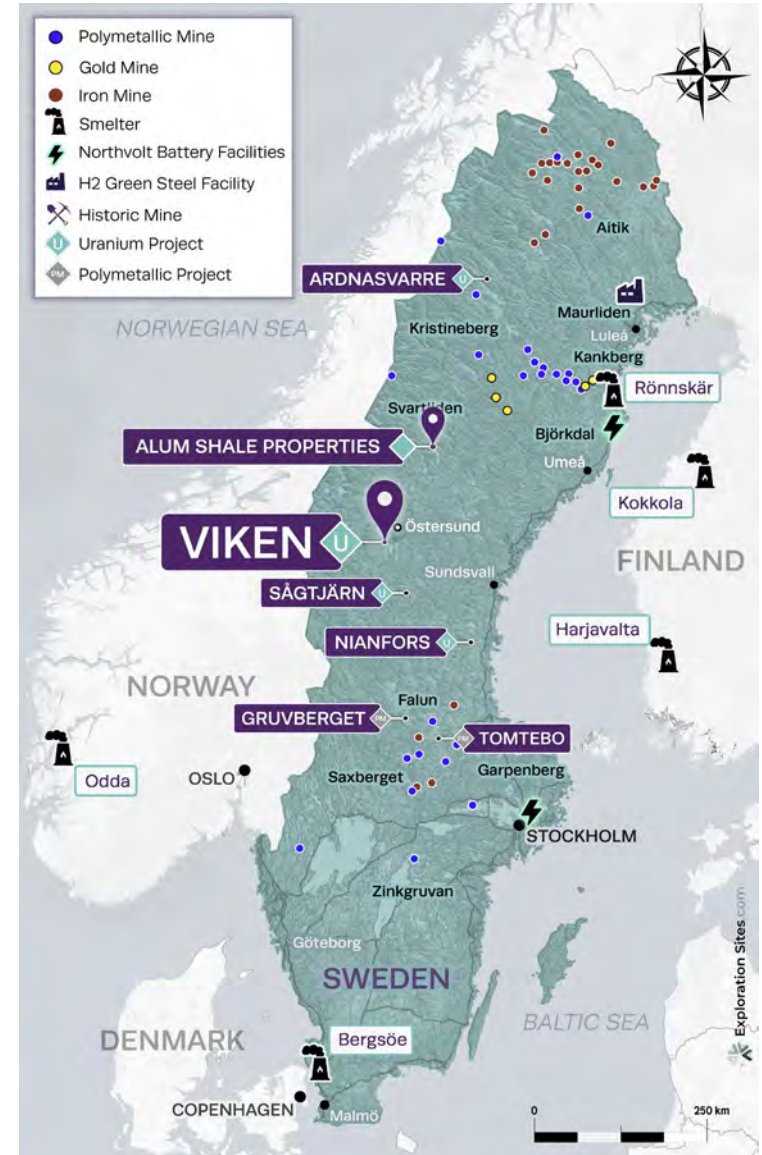 Polymetallic Mine
Gold Mine
Iron Mine
Smelter
Northvolt Battery Facilities
H2 Green Steel Facility
Historic Mine
U
Uranium Project
PM
Polymetallic Project
Aitik
ARDNASVARRE
U
NORWEGIAN SEA
Kristineberg
Maurliden
Luleå
Kankberg
Rönnskär
Svartliden
ALUM SHALE PROPERTIES
Björkdal
Umeå
Kokkola
VIKEN
U
Östersund
FINLAND
Sundsvall
SÅGTJÄRN
U
NIANFORS
U
Harjavalta
NORWAY
Falun
GRUVBERGET
PM
PM
TOMTEBO
Odda
OSLO
Saxberget
Garpenberg
STOCKHOLM
Zinkgruvan
Göteborg
SWEDEN
BALTIC SEA
Exploration Sites.com
DENMARK
Bergsöe
COPENHAGEN
Malmö
0
250 km